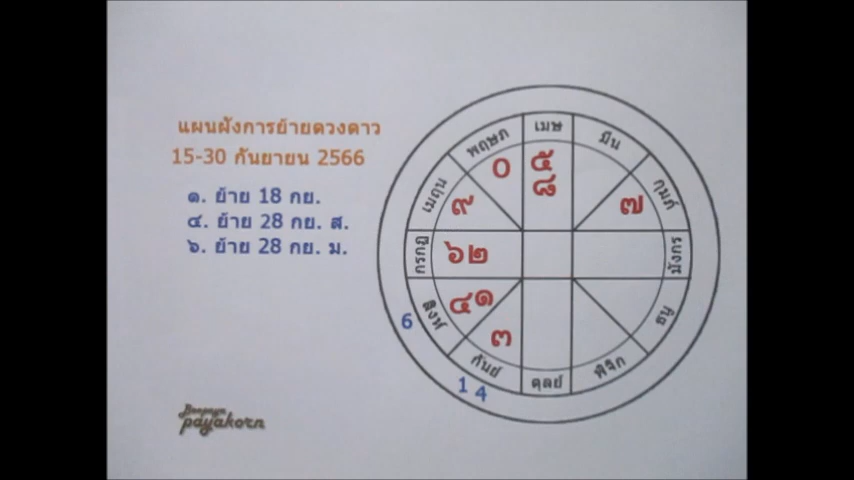 แผนผังการย้ายดวงดาว
15-30 กันยายน 2566
๑. ย้าย 18 กย.
๔. ย้าย 28 กย. ส.
๖. ย้าย 28 กย. ม.
เมษ
พฤษภ
มีน
เมถุน
กุมภ์
กรกฎ
มังกร
สิงห์
ธนู
กันย์
พิจิก
ตุลย์
๐
๕
๘
๙
๗
๖๒
๔๑
๓
6
1 4
payakorn